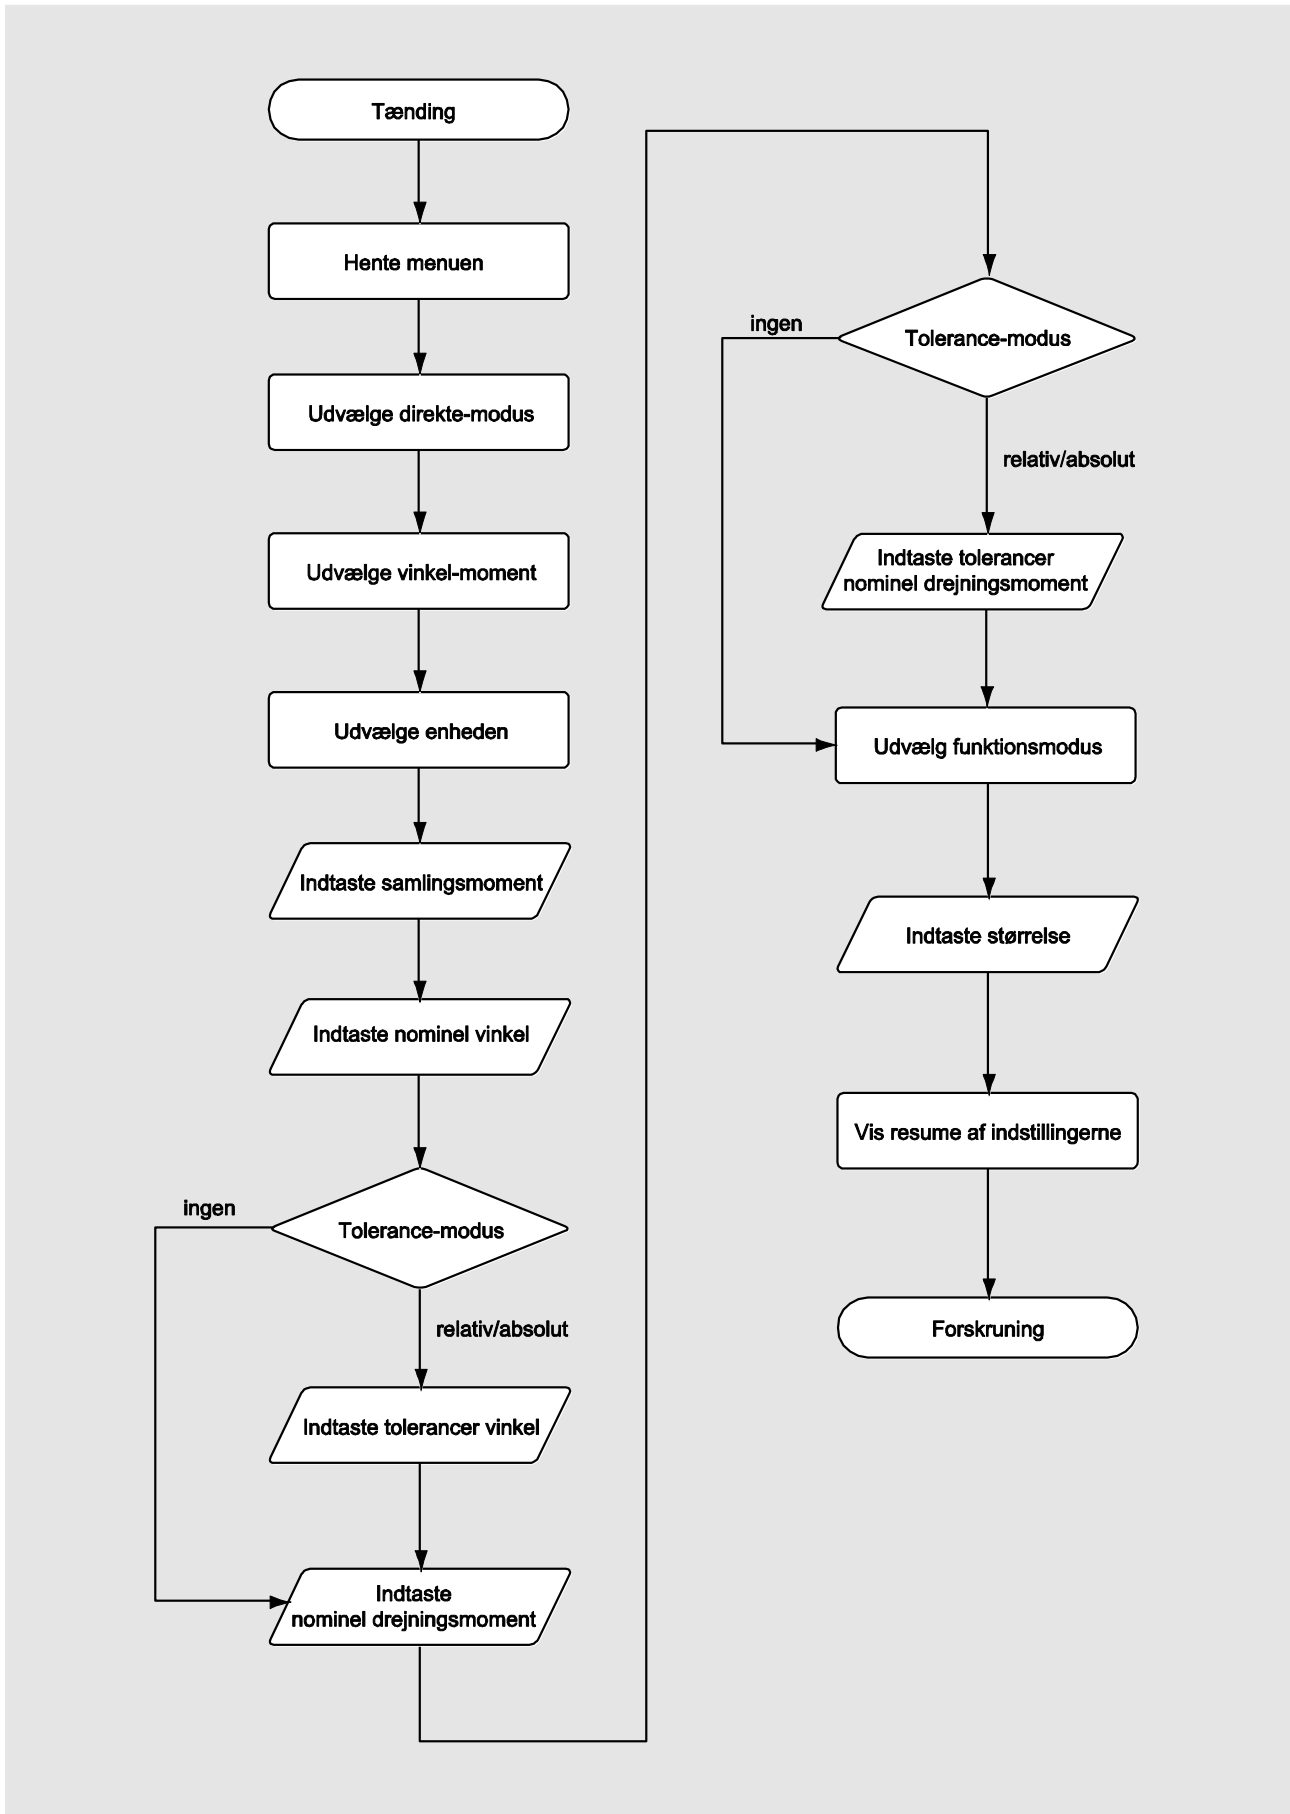 Tænding
Hente menuen
Udvælge direkte-modus
Udvælge vinkel-moment
Udvælge enheden
Indtaste samlingsmoment
Indtaste nominel vinkel
Tolerance-modus
ingen
relativ/absolut
Indtaste tolerancer vinkel
Indtaste
nominel drejningsmoment
Tolerance-modus
ingen
relativ/absolut
Indtaste tolerancer
nominel drejningsmoment
Udvælg funktionsmodus
Indtaste størrelse
Vis resume af indstillingerne
Forskruning